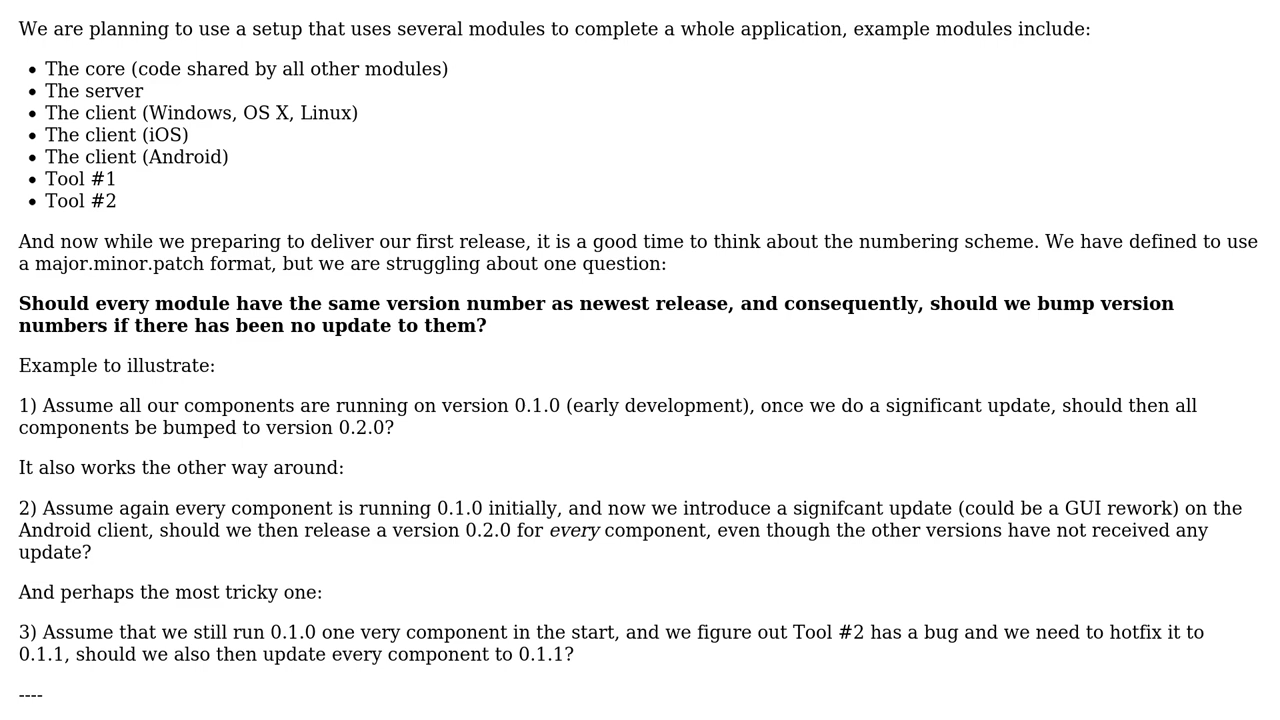 We are planning to use a setup that uses several modules to complete a whole application, example modules include:
• The core (code shared by all other modules)
• The server
• The client (Windows, OS X, Linux)
• The client (iOS)
• The client (Android)
• Tool #1
• Tool #2
And now while we preparing to deliver our first release, it is a good time to think about the numbering scheme. We have defined to use
a major.minor.patch format, but we are struggling about one question:
Should every module have the same version number as newest release, and consequently, should we bump version
numbers if there has been no update to them?
Example to illustrate:
1) Assume all our components are running on version 0.1.0 (early development), once we do a significant update, should then all
components be bumped to version 0.2.0?
It also works the other way around:
2) Assume again every component is running 0.1.0 initially, and now we introduce a signifcant update (could be a GUI rework) on the
Android client, should we then release a version 0.2.0 for every component, even though the other versions have not received any
update?
And perhaps the most tricky one:
3) Assume that we still run 0.1.0 one very component in the start, and we figure out Tool #2 has a bug and we need to hotfix it to
0.1.1, should we also then update every component to 0.1.1?
----